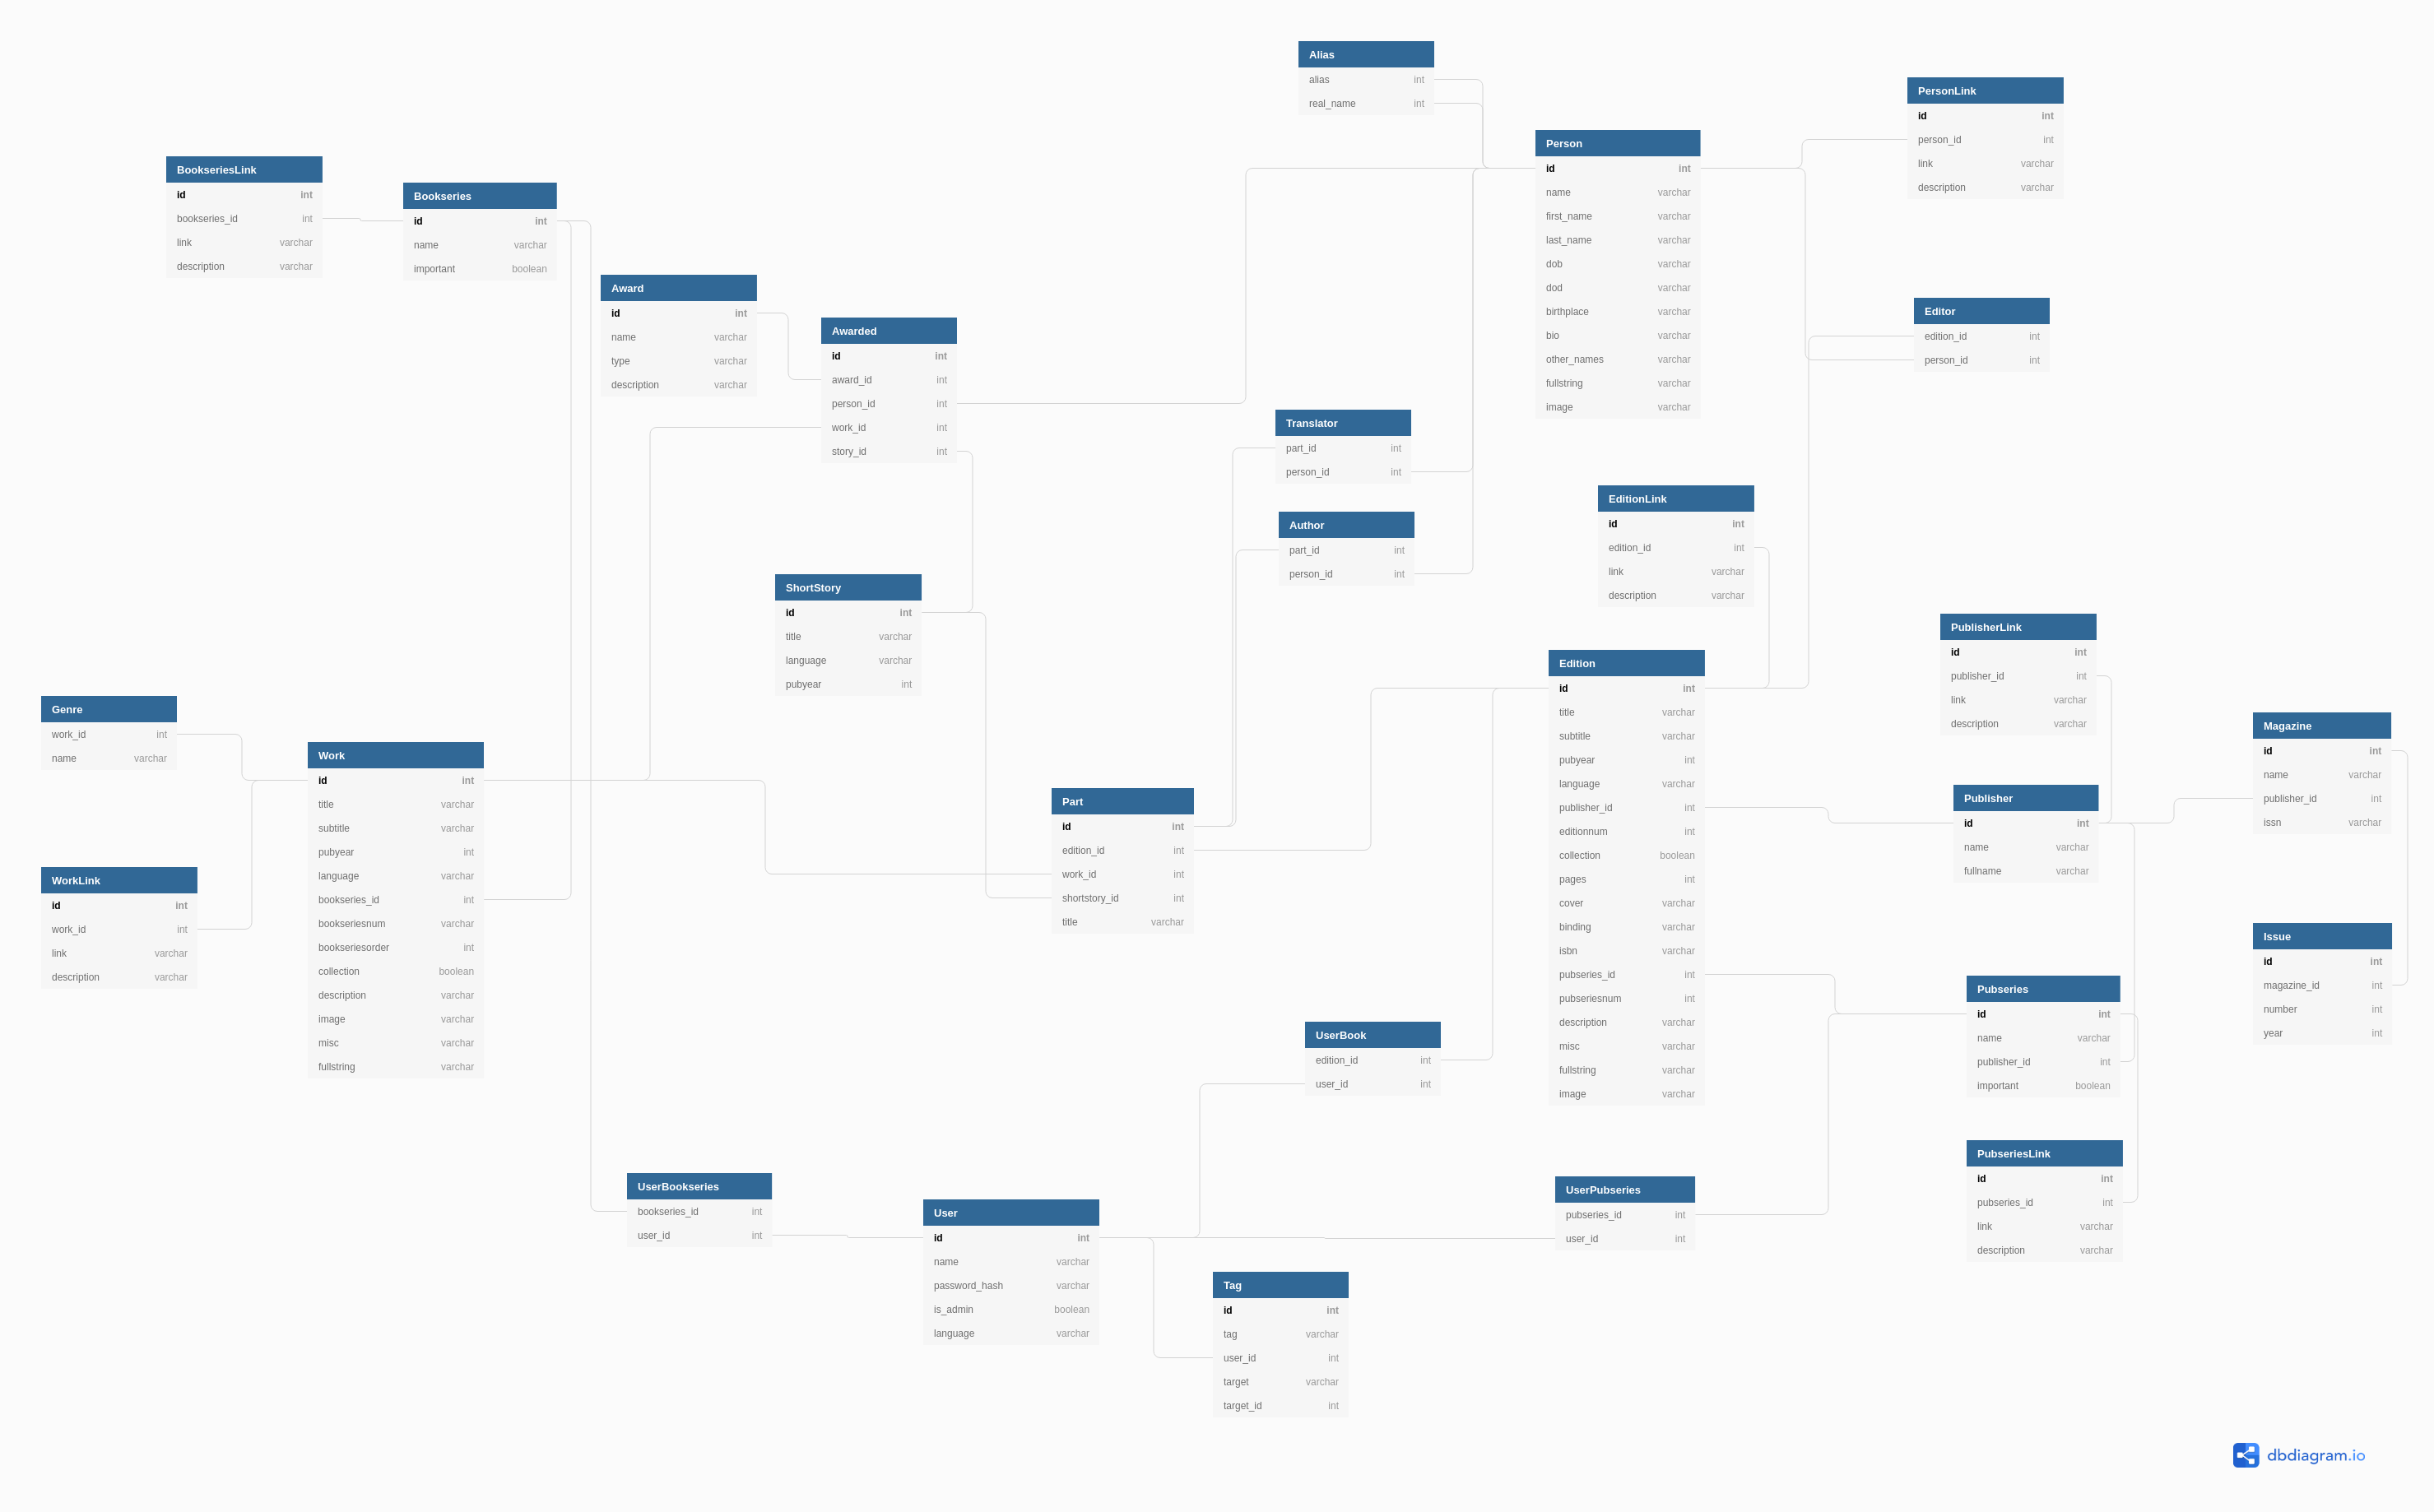 Alias
alias int
real_name int
PersonLink
id int
person_id int
link varchar
description varchar
Person
id int
name varchar
first_name varchar
last_name varchar
dob varchar
dod varchar
birthplace varchar
bio varchar
other_names varchar
fullstring varchar
image varchar
BookseriesLink
id int
bookseries_id int
link varchar
description varchar
Bookseries
id int
name varchar
important boolean
Award
id int
name varchar
type varchar
description varchar
Awarded
id int
award_id int
person_id int
work_id int
story_id int
Editor
edition_id int
person_id int
Translator
part_id int
person_id int
Author
part_id int
person_id int
EditionLink
id int
edition_id int
link varchar
description varchar
ShortStory
id int
title varchar
language varchar
pubyear int
PublisherLink
id int
publisher_id int
link varchar
description varchar
Edition
id int
title varchar
subtitle varchar
pubyear int
language varchar
publisher_id int
editionnum int
collection boolean
pages int
cover varchar
binding varchar
isbn varchar
pubseries_id int
pubseriesnum int
description varchar
misc varchar
fullstring varchar
image varchar
Genre
work_id int
name varchar
Magazine
id int
name varchar
publisher_id int
issn varchar
Work
id int
title varchar
subtitle varchar
pubyear int
language varchar
bookseries_id int
bookseriesnum varchar
bookseriesorder int
collection boolean
description varchar
image varchar
misc varchar
fullstring varchar
Publisher
id int
name varchar
fullname varchar
Part
id int
edition_id int
work_id int
shortstory_id int
title varchar
WorkLink
id int
work_id int
link varchar
description varchar
Issue
id int
magazine_id int
number int
year int
Pubseries
id int
name varchar
publisher_id int
important boolean
UserBook
edition_id int
user_id int
PubseriesLink
id int
pubseries_id int
link varchar
description varchar
UserBookseries
bookseries_id int
user_id int
UserPubseries
pubseries_id int
user_id int
User
id int
name varchar
password_hash varchar
is_admin boolean
language varchar
Tag
id int
tag varchar
user_id int
target varchar
target_id int
dbdiagram.io